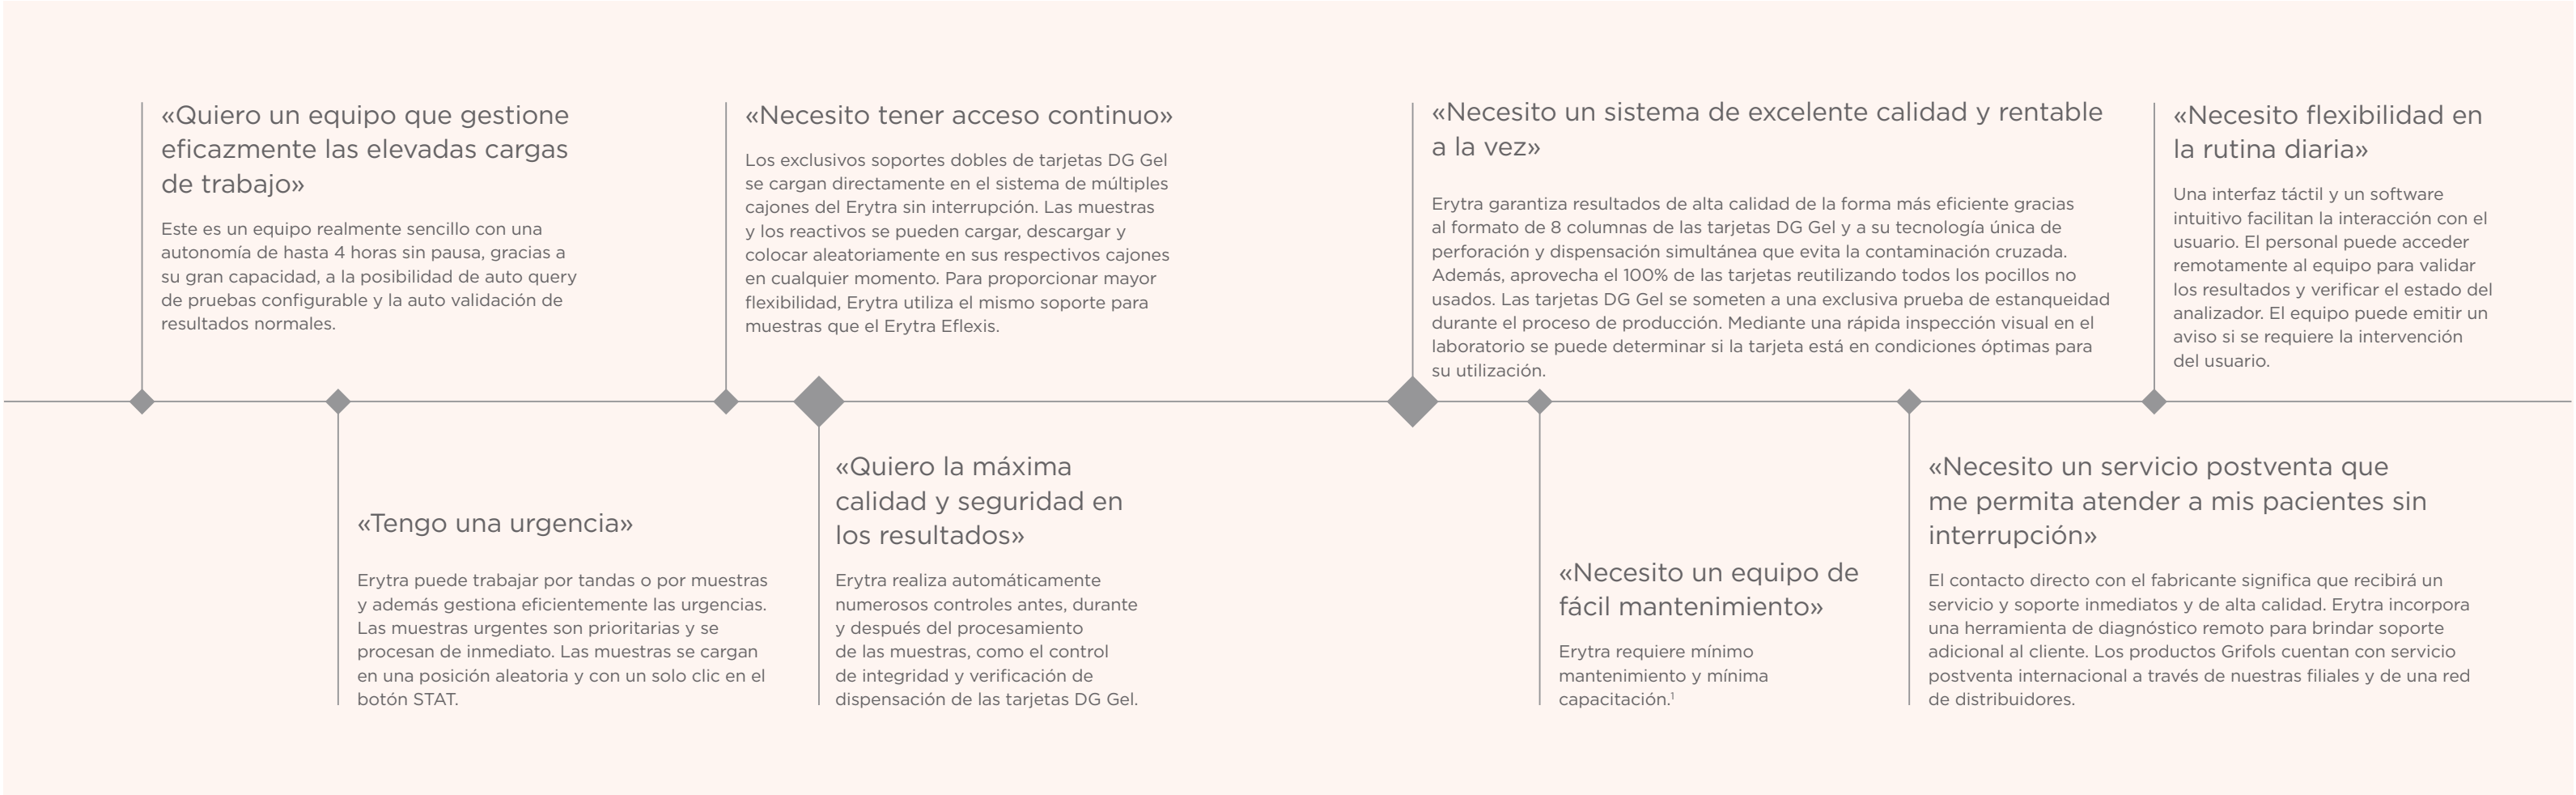 «Quiero un equipo que gestione
eficazmente las elevadas cargas
de trabajo»
Este es un equipo realmente sencillo con una
autonomía de hasta 4 horas sin pausa, gracias a
su gran capacidad, a la posibilidad de auto query
de pruebas configurable y la auto validación de
resultados normales.
«Tengo una urgencia»
Erytra puede trabajar por tandas o por muestras
y además gestiona eficientemente las urgencias.
Las muestras urgentes son prioritarias y se
procesan de inmediato. Las muestras se cargan
en una posición aleatoria y con un solo clic en el
botón STAT.
«Necesito tener acceso continuo»
Los exclusivos soportes dobles de tarjetas DG Gel
se cargan directamente en el sistema de múltiples
cajones del Erytra sin interrupción. Las muestras
y los reactivos se pueden cargar, descargar y
colocar aleatoriamente en sus respectivos cajones
en cualquier momento. Para proporcionar mayor
flexibilidad, Erytra utiliza el mismo soporte para
muestras que el Erytra Eflexis.
«Quiero la máxima
calidad y seguridad en
los resultados»
Erytra realiza automáticamente
numerosos controles antes, durante
y después del procesamiento
de las muestras, como el control
de integridad y verificación de
dispensación de las tarjetas DG Gel.
«Necesito un sistema de excelente calidad y rentable
a la vez»
Erytra garantiza resultados de alta calidad de la forma más eficiente gracias
al formato de 8 columnas de las tarjetas DG Gel y a su tecnología única de
perforación y dispensación simultánea que evita la contaminación cruzada.
Además, aprovecha el 100% de las tarjetas reutilizando todos los pocillos no
usados. Las tarjetas DG Gel se someten a una exclusiva prueba de estanqueidad
durante el proceso de producción. Mediante una rápida inspección visual en el
laboratorio se puede determinar si la tarjeta está en condiciones óptimas para
su utilización.
«Necesito un equipo de
fácil mantenimiento»
Erytra requiere mínimo
mantenimiento y mínima
capacitación.¹
«Necesito un servicio postventa que
me permita atender a mis pacientes sin
interrupción»
El contacto directo con el fabricante significa que recibirá un
servicio y soporte inmediatos y de alta calidad. Erytra incorpora
una herramienta de diagnóstico remoto para brindar soporte
adicional al cliente. Los productos Grifols cuentan con servicio
postventa internacional a través de nuestras filiales y de una red
de distribuidores.
«Necesito flexibilidad en
la rutina diaria»
Una interfaz táctil y un software
intuitivo facilitan la interacción con el
usuario. El personal puede acceder
remotamente al equipo para validar
los resultados y verificar el estado del
analizador. El equipo puede emitir un
aviso si se requiere la intervención
del usuario.